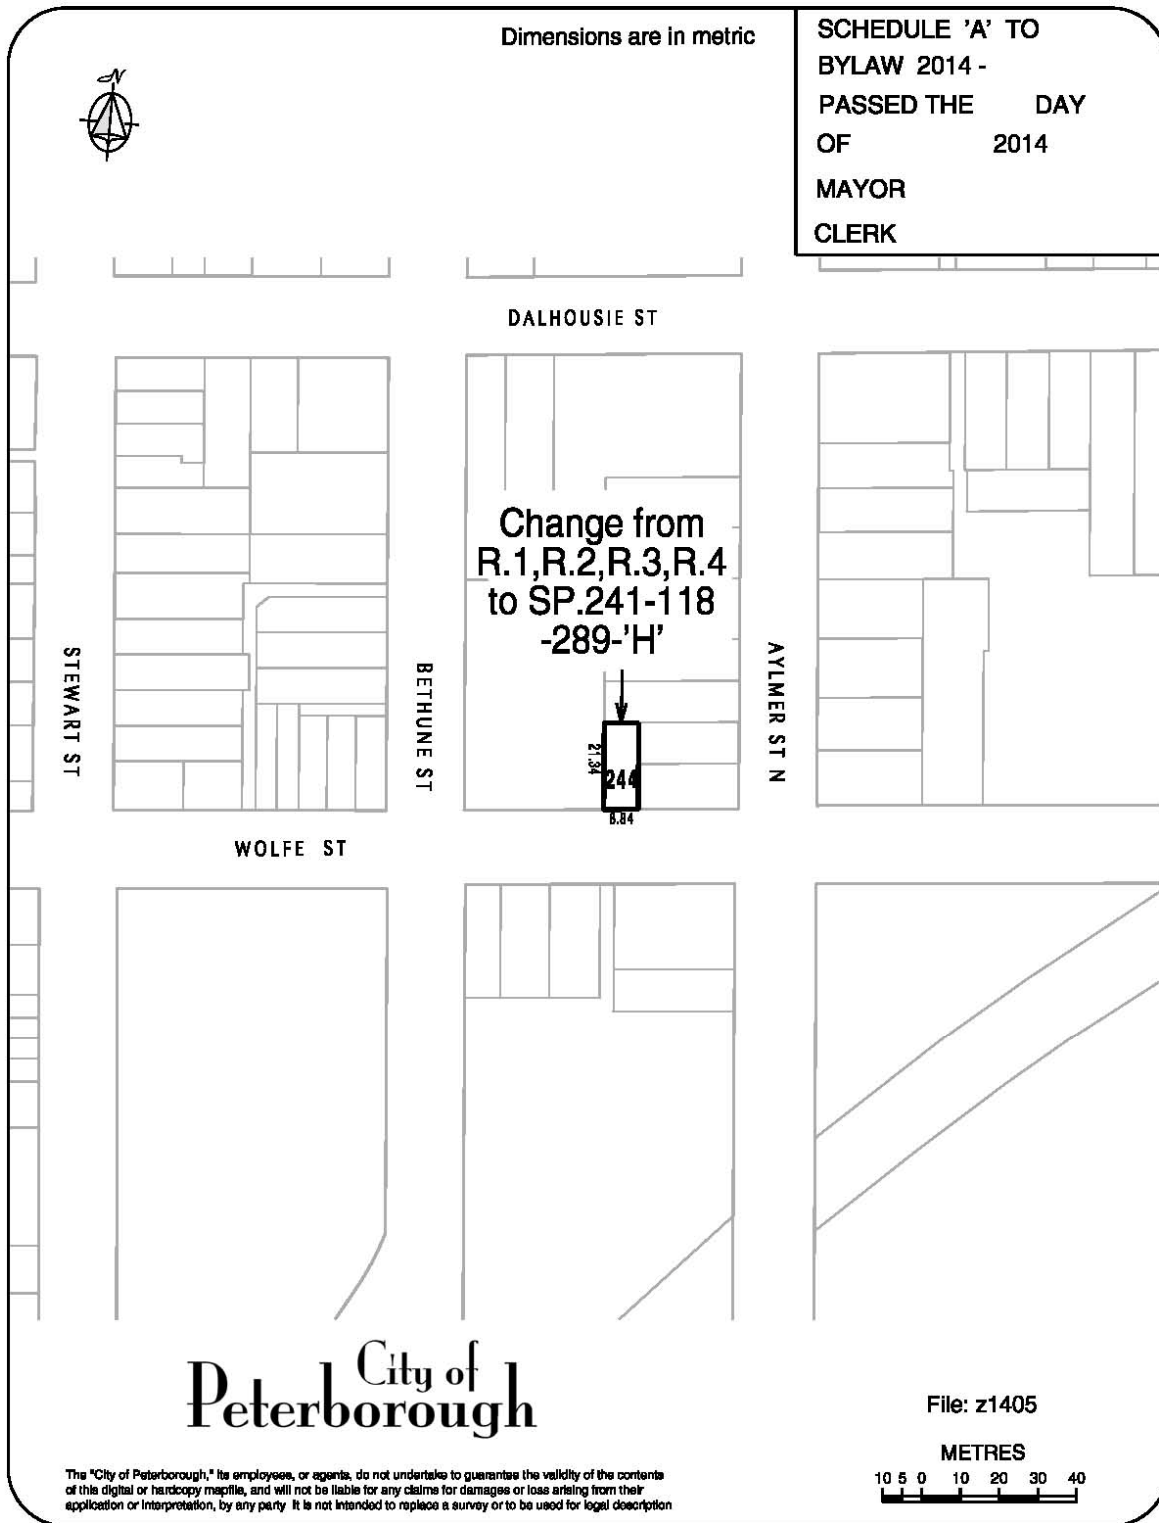 Dimensions are in metric
SCHEDULE 'A' TO
BYLAW 2014 -
PASSED THE DAY
OF 2014
MAYOR
CLERK
N
DALHOUSIE ST
Change from
R.1,R.2,R.3,R.4
to SP.241-118
-289-'H'
STEWART ST
BETHUNE ST
AYLMER ST N
21.34
244
8.84
WOLFE ST
City of
Peterborough
File: z1405
METRES
10 5 0 10 20 30 40
The "City of Peterborough," its employees, or agents, do not undertake to guarantee the validity of the contents
of this digital or hardcopy mapfile, and will not be liable for any claims for damages or loss arising from their
application or interpretation, by any party It is not intended to replace a survey or to be used for legal description